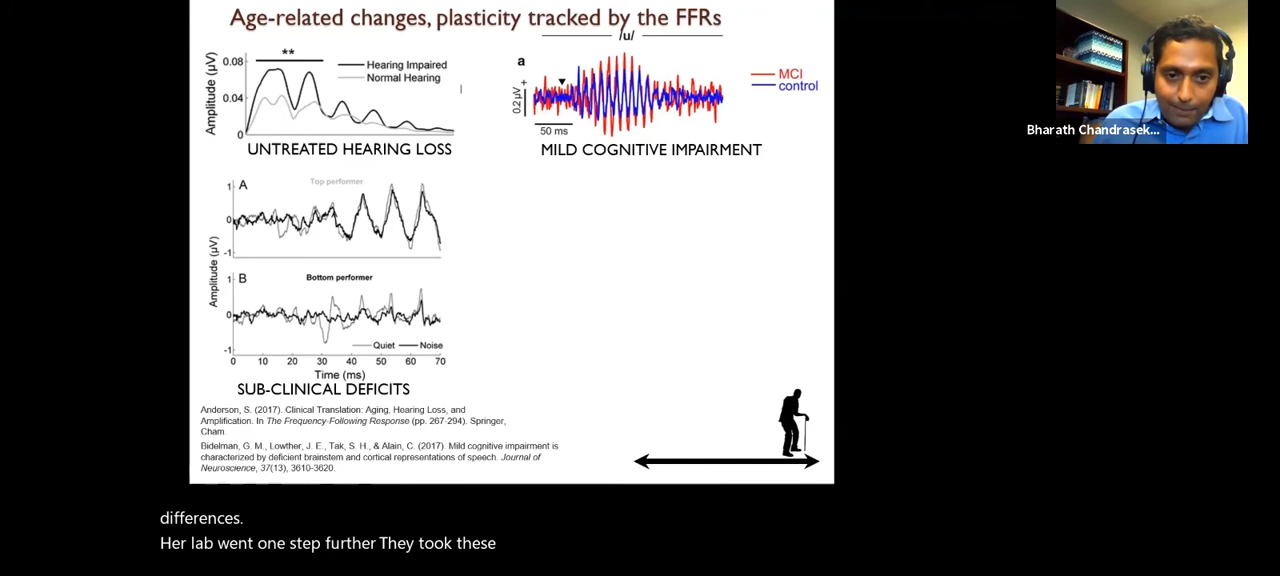 Age-related changes, plasticity tracked by the FFRs
/u/
**
0.08
0.04
0
Amplitude (µV)
Hearing Impaired
Normal Hearing
UNTREATED HEARING LOSS
a
0.2 µV
+
50 ms
MCI
control
MILD COGNITIVE IMPAIRMENT
A
Top performer
1
0
-1
Amplitude (µV)
B
Bottom performer
1
0
-1
Quiet
Noise
0 10 20 30 40 50 60 70
Time (ms)
SUB-CLINICAL DEFICITS
Anderson, S. (2017). Clinical Translation: Aging, Hearing Loss, and
Amplification. In The Frequency-Following Response (pp. 267-294). Springer,
Cham.
Bidelman, G. M., Lowther, J. E., Tak, S. H., & Alain, C. (2017). Mild cognitive impairment is
characterized by deficient brainstem and cortical representations of speech. Journal of
Neuroscience, 37(13), 3610-3620.
Bharath Chandrasek...
differences.
Her lab went one step further They took these